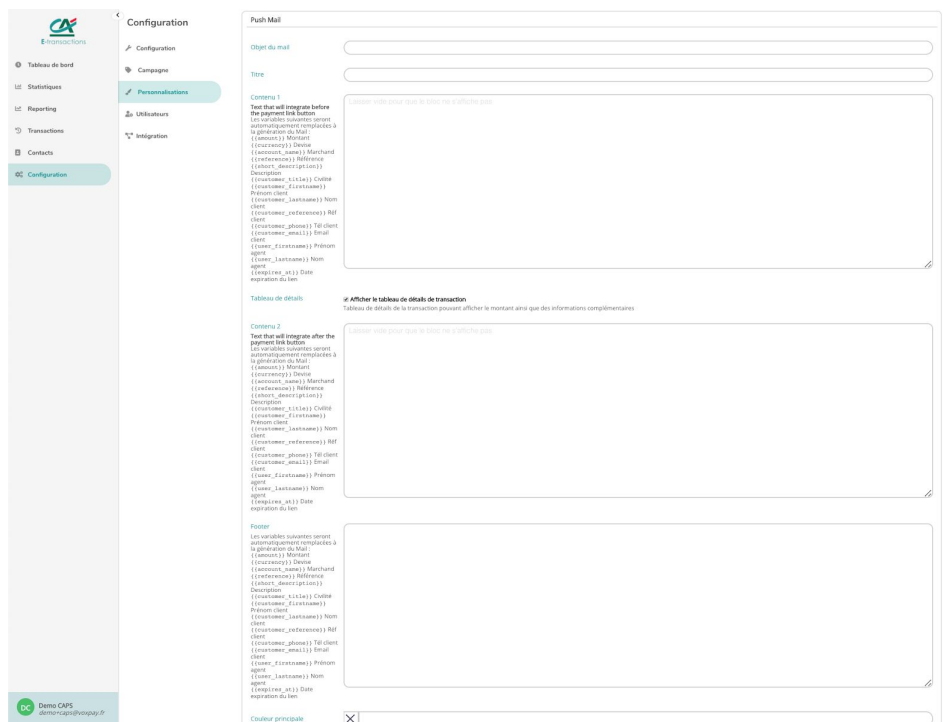 E-transactions
Tableau de bord
Statistiques
Reporting
Transactions
Contacts
Configuration
Demo CAPS
demo+caps@voxpay.fr
DC
Configuration
Configuration
Campagne
Personnalisations
Utilisateurs
Intégration
Push Mail
Objet du mail
Titre
Contenu 1
Text that will integrate before
the payment link button
Les variables suivantes seront
automatiquement remplacées à
la génération du Mail :
{{amount}} Montant
{{currency}} Devise
{{account_name}} Marchand
{{reference}} Référence
{{short_description}}
Description
{{customer_title}} Civilité
{{customer_firstname}}
Prénom client
{{customer_lastname}} Nom
client
{{customer_reference}} Réf
client
{{customer_phone}} Tél client
{{customer_email}} Email
client
{{user_firstname}} Prénom
agent
{{user_lastname}} Nom
agent
{{expires_at}} Date
expiration du lien
Laisser vide pour que le bloc ne s'affiche pas
Tableau de détails
Afficher le tableau de détails de transaction
Tableau de détails de la transaction pouvant afficher le montant ainsi que des informations complémentaires
Contenu 2
Text that will integrate after the
payment link button
Les variables suivantes seront
automatiquement remplacées à
la génération du Mail :
{{amount}} Montant
{{currency}} Devise
{{account_name}} Marchand
{{reference}} Référence
{{short_description}}
Description
{{customer_title}} Civilité
{{customer_firstname}}
Prénom client
{{customer_lastname}} Nom
client
{{customer_reference}} Réf
client
{{customer_phone}} Tél client
{{customer_email}} Email
client
{{user_firstname}} Prénom
agent
{{user_lastname}} Nom
agent
{{expires_at}} Date
expiration du lien
Laisser vide pour que le bloc ne s'affiche pas
Footer
Les variables suivantes seront
automatiquement remplacées à
la génération du Mail :
{{amount}} Montant
{{currency}} Devise
{{account_name}} Marchand
{{reference}} Référence
{{short_description}}
Description
{{customer_title}} Civilité
{{customer_firstname}}
Prénom client
{{customer_lastname}} Nom
client
{{customer_reference}} Réf
client
{{customer_phone}} Tél client
{{customer_email}} Email
client
{{user_firstname}} Prénom
agent
{{user_lastname}} Nom
agent
{{expires_at}} Date
expiration du lien
Couleur principale